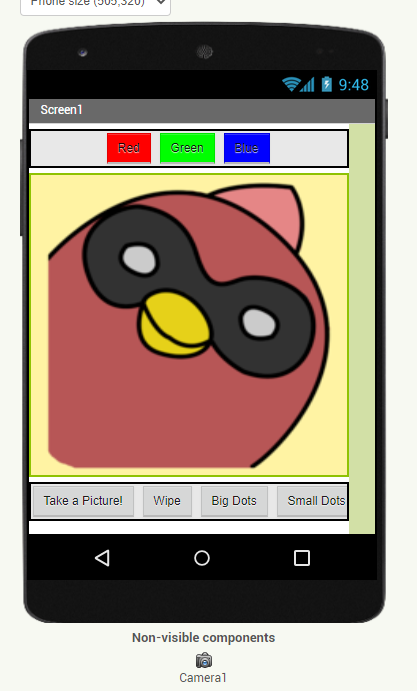 Phone size (505,320)
9:48
Screen1
Red Green Blue
Take a Picture! Wipe Big Dots Small Dots
Non-visible components
Camera1